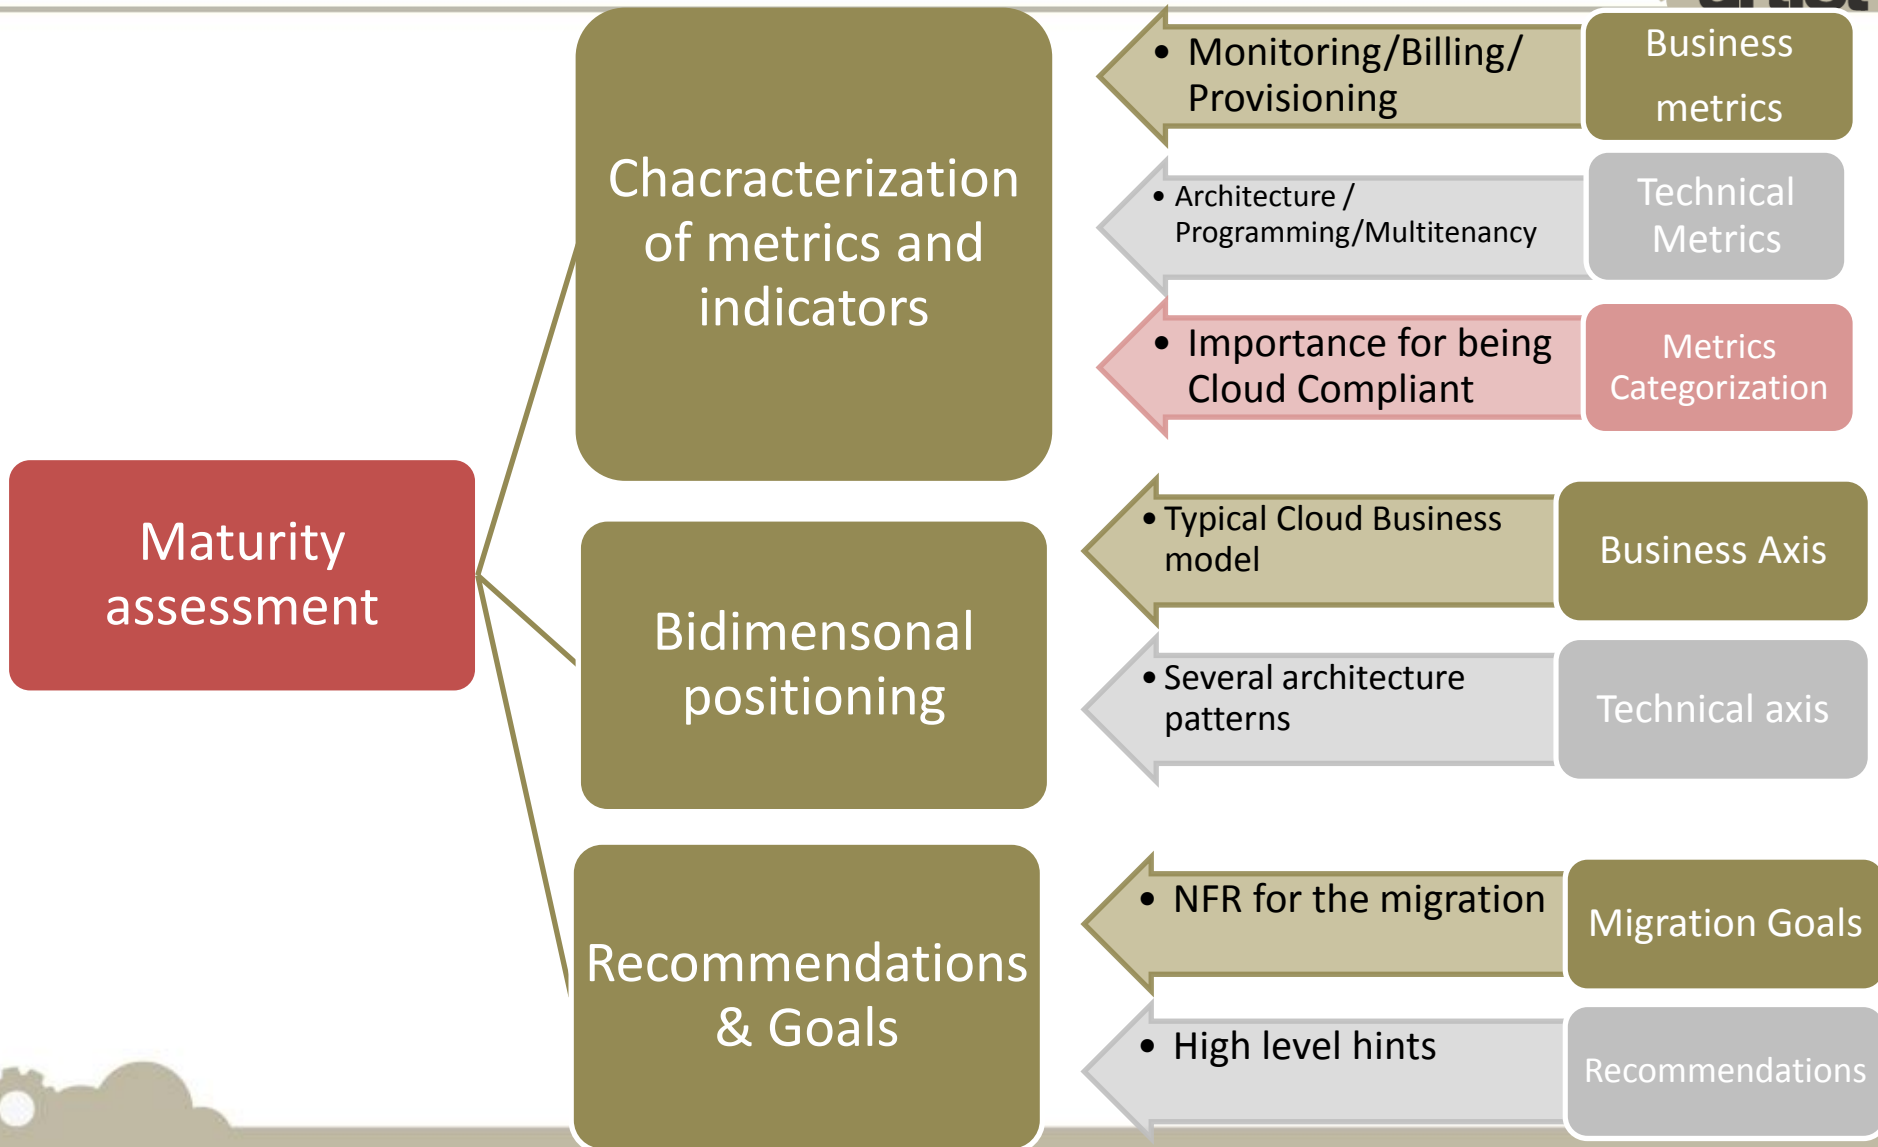 Maturity
assessment
Chacracterization
of metrics and
indicators
• Monitoring/Billing/
Provisioning
Business
metrics
• Architecture /
Programming/Multitenancy
Technical
Metrics
• Importance for being
Cloud Compliant
Metrics
Categorization
Bidimensonal
positioning
• Typical Cloud Business
model
Business Axis
• Several architecture
patterns
Technical axis
Recommendations
& Goals
• NFR for the migration
Migration Goals
• High level hints
Recommendations